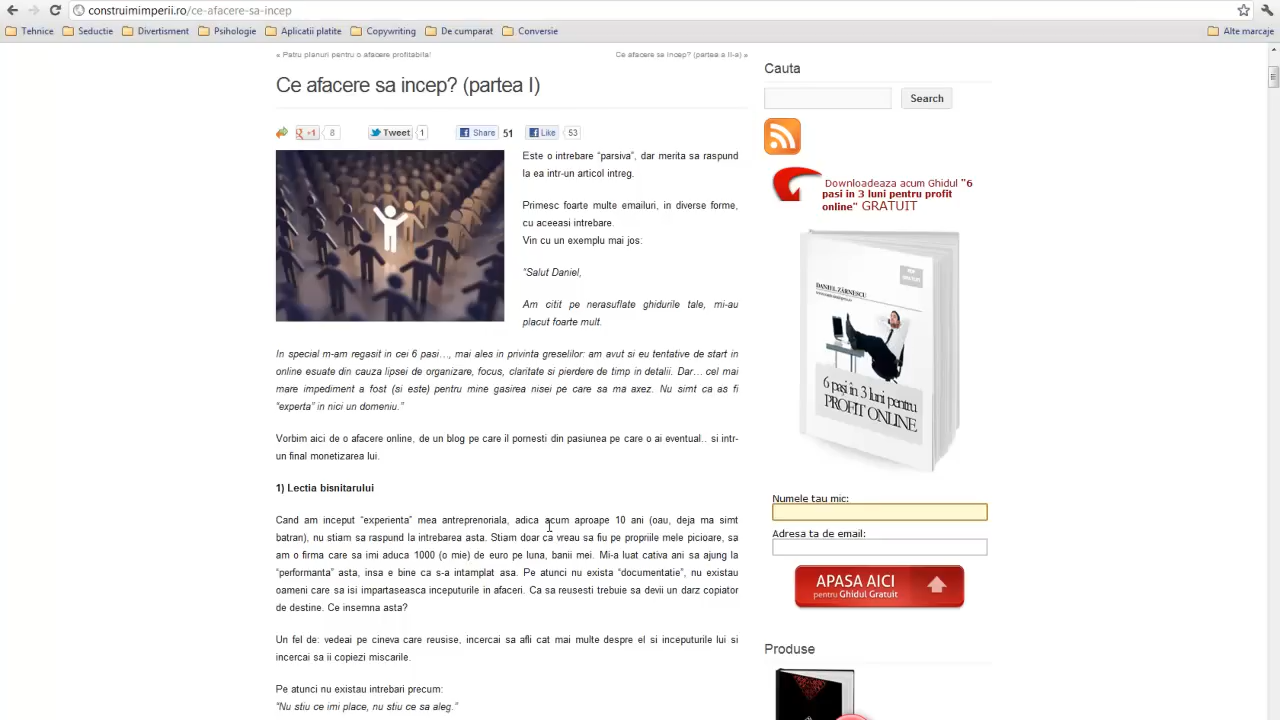 construimimperii.ro/ce-afacere-sa-incep
Tehnice
Seductie
Divertisment
Psihologie
Aplicatii platite
Copywriting
De cumparat
Conversie
Alte marcaje
« Patru planuri pentru o afacere profitabila!
Ce afacere sa incep? (partea a II-a) »
Ce afacere sa incep? (partea I)
+1 8
Tweet 1
Share 51
Like 53
Este o intrebare “parsiva”, dar merita sa raspund
la ea intr-un articol intreg.
Primesc foarte multe emailuri, in diverse forme,
cu aceeasi intrebare.
Vin cu un exemplu mai jos:
“Salut Daniel,
Am citit pe nerasuflate ghidurile tale, mi-au
placut foarte mult.
In special m-am regasit in cei 6 pasi…, mai ales in privinta greselilor: am avut si eu tentative de start in
online esuate din cauza lipsei de organizare, focus, claritate si pierdere de timp in detalii. Dar… cel mai
mare impediment a fost (si este) pentru mine gasirea nisei pe care sa ma axez. Nu simt ca as fi
“experta” in nici un domeniu.”
Vorbim aici de o afacere online, de un blog pe care il pornesti din pasiunea pe care o ai eventual.. si intr-
un final monetizarea lui.
1) Lectia bisnitarului
Cand am inceput “experienta” mea antreprenoriala, adica acum aproape 10 ani (oau, deja ma simt
batran), nu stiam sa raspund la intrebarea asta. Stiam doar ca vreau sa fiu pe propriile mele picioare, sa
am o firma care sa imi aduca 1000 (o mie) de euro pe luna, banii mei. Mi-a luat cativa ani sa ajung la
“performanta” asta, insa e bine ca s-a intamplat asa. Pe atunci nu exista “documentatie”, nu existau
oameni care sa isi impartaseasca inceputurile in afaceri. Ca sa reusesti trebuie sa devii un darz copiator
de destine. Ce insemna asta?
Un fel de: vedeai pe cineva care reusise, incercai sa afli cat mai multe despre el si inceputurile lui si
incercai sa ii copiezi miscarile.
Pe atunci nu existau intrebari precum:
“Nu stiu ce imi place, nu stiu ce sa aleg.”
Cauta
Search
Downloadeaza acum Ghidul "6
pasi in 3 luni pentru profit
online" GRATUIT
DANIEL ZĂRNESCU
6 pași în 3 luni pentru
PROFIT ONLINE
Numele tau mic:
Adresa ta de email:
APASA AICI
pentru Ghidul Gratuit
Produse